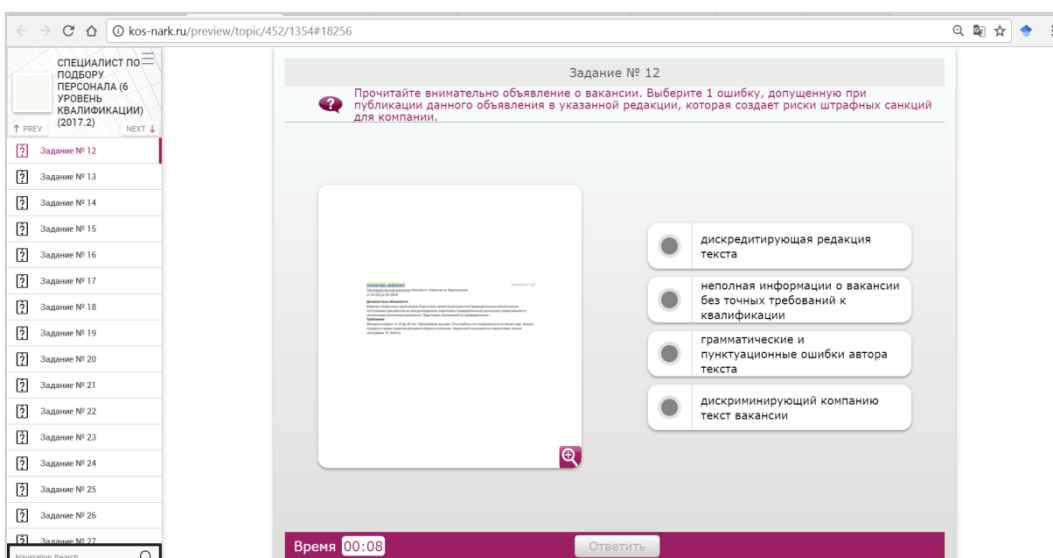 kos-nark.ru/preview/topic/452/1354#18256
СПЕЦИАЛИСТ ПО
ПОДБОРУ
ПЕРСОНАЛА (6
УРОВЕНЬ
КВАЛИФИКАЦИИ)
(2017.2)
PREV
NEXT
Задание № 12
Задание № 13
Задание № 14
Задание № 15
Задание № 16
Задание № 17
Задание № 18
Задание № 19
Задание № 20
Задание № 21
Задание № 22
Задание № 23
Задание № 24
Задание № 25
Задание № 26
Задание № 27
Navigation Search
Задание № 12
Прочитайте внимательно объявление о вакансии. Выберите 1 ошибку, допущенную при
публикации данного объявления в указанной редакции, которая создает риски штрафных санкций
для компании.
Должностные обязанности
Требования
дискредитирующая редакция
текста
неполная информации о вакансии
без точных требований к
квалификации
грамматические и
пунктуационные ошибки автора
текста
дискриминирующий компанию
текст вакансии
Время 00:08
Ответить